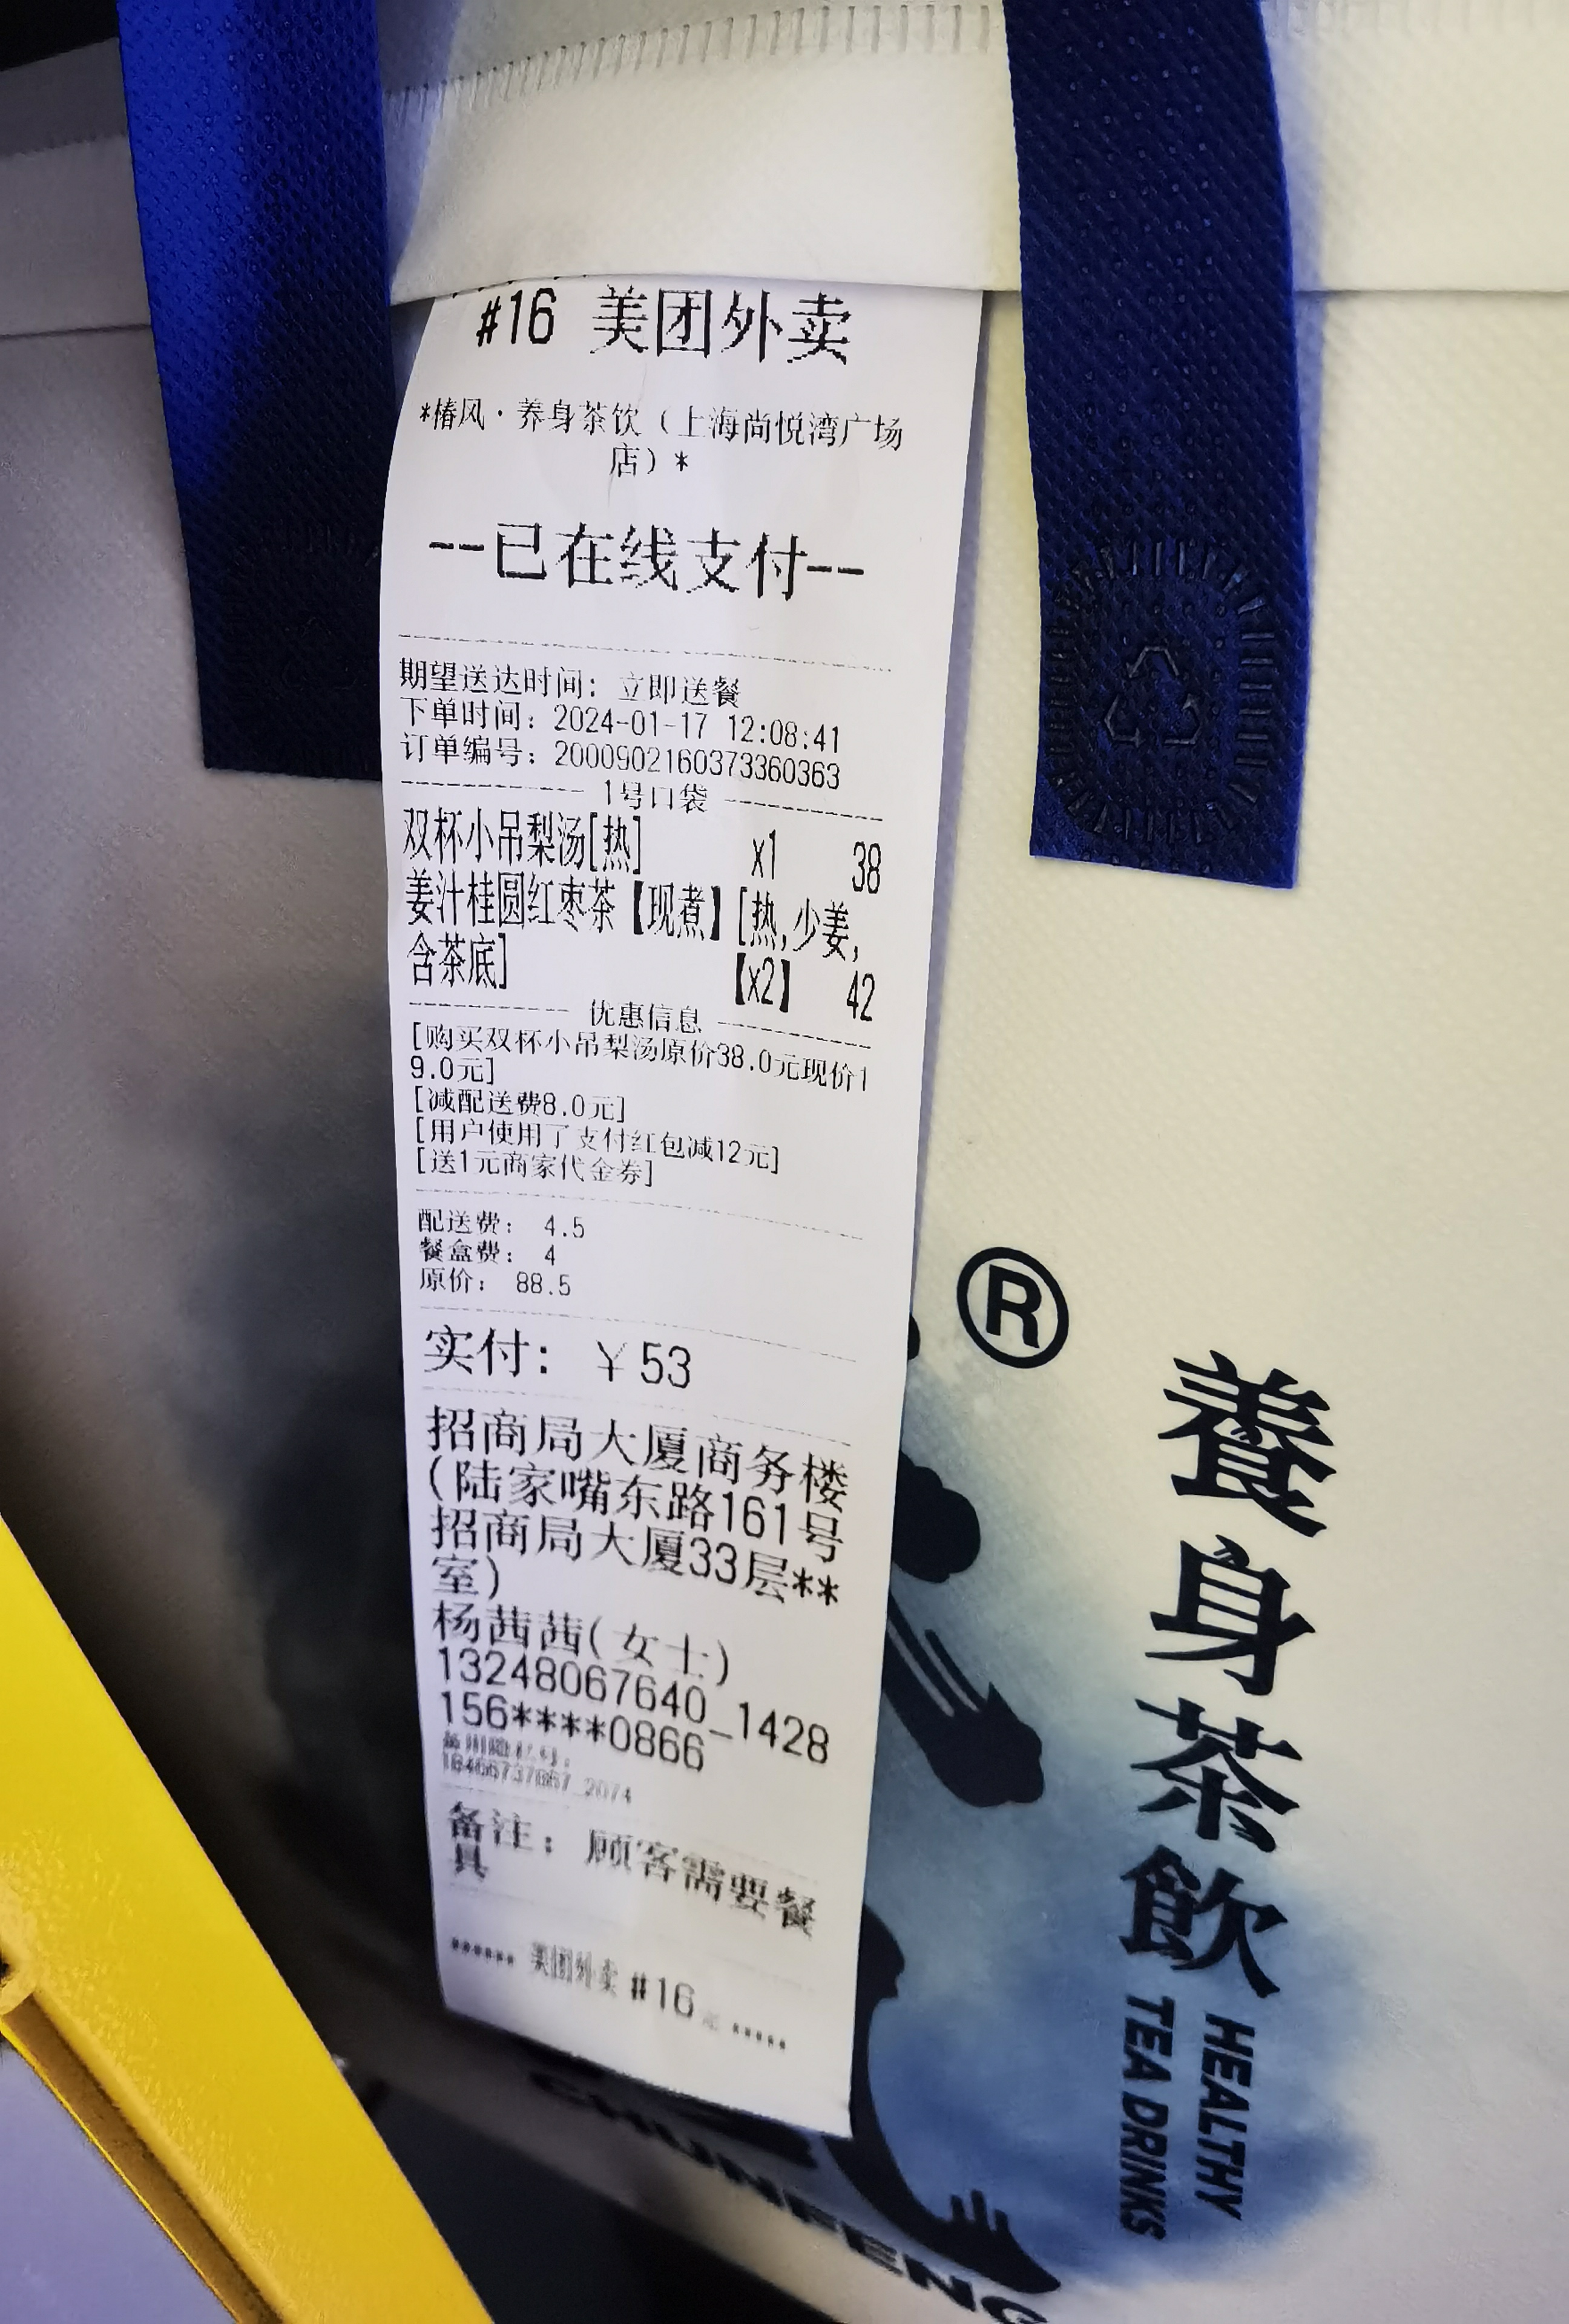 #16 美团外卖
*椿风·养身茶饮（上海尚悦湾广场
店）*
--已在线支付--
期望送达时间：立即送餐
下单时间：2024-01-17 12:08:41
订单编号：2000902160373360363
1号口袋
双杯小吊梨汤[热] x1 38
姜汁桂圆红枣茶【现煮】[热,少姜,
含茶底] 【x2】 42
优惠信息
[购买双杯小吊梨汤原价38.0元现价1
9.0元]
[减配送费8.0元]
[用户使用了支付红包减12元]
[送1元商家代金券]
配送费： 4.5
餐盒费： 4
原价： 88.5
实付：￥53
招商局大厦商务楼
(陆家嘴东路161号
招商局大厦33层**
室)
杨茜茜(女士)
13248067640_1428
156****0866
备注：顾客需要餐
具
****** 美团外卖 #16 *****
®
養身茶飲
HEALTHY
TEA DRINKS
CHUNFENG